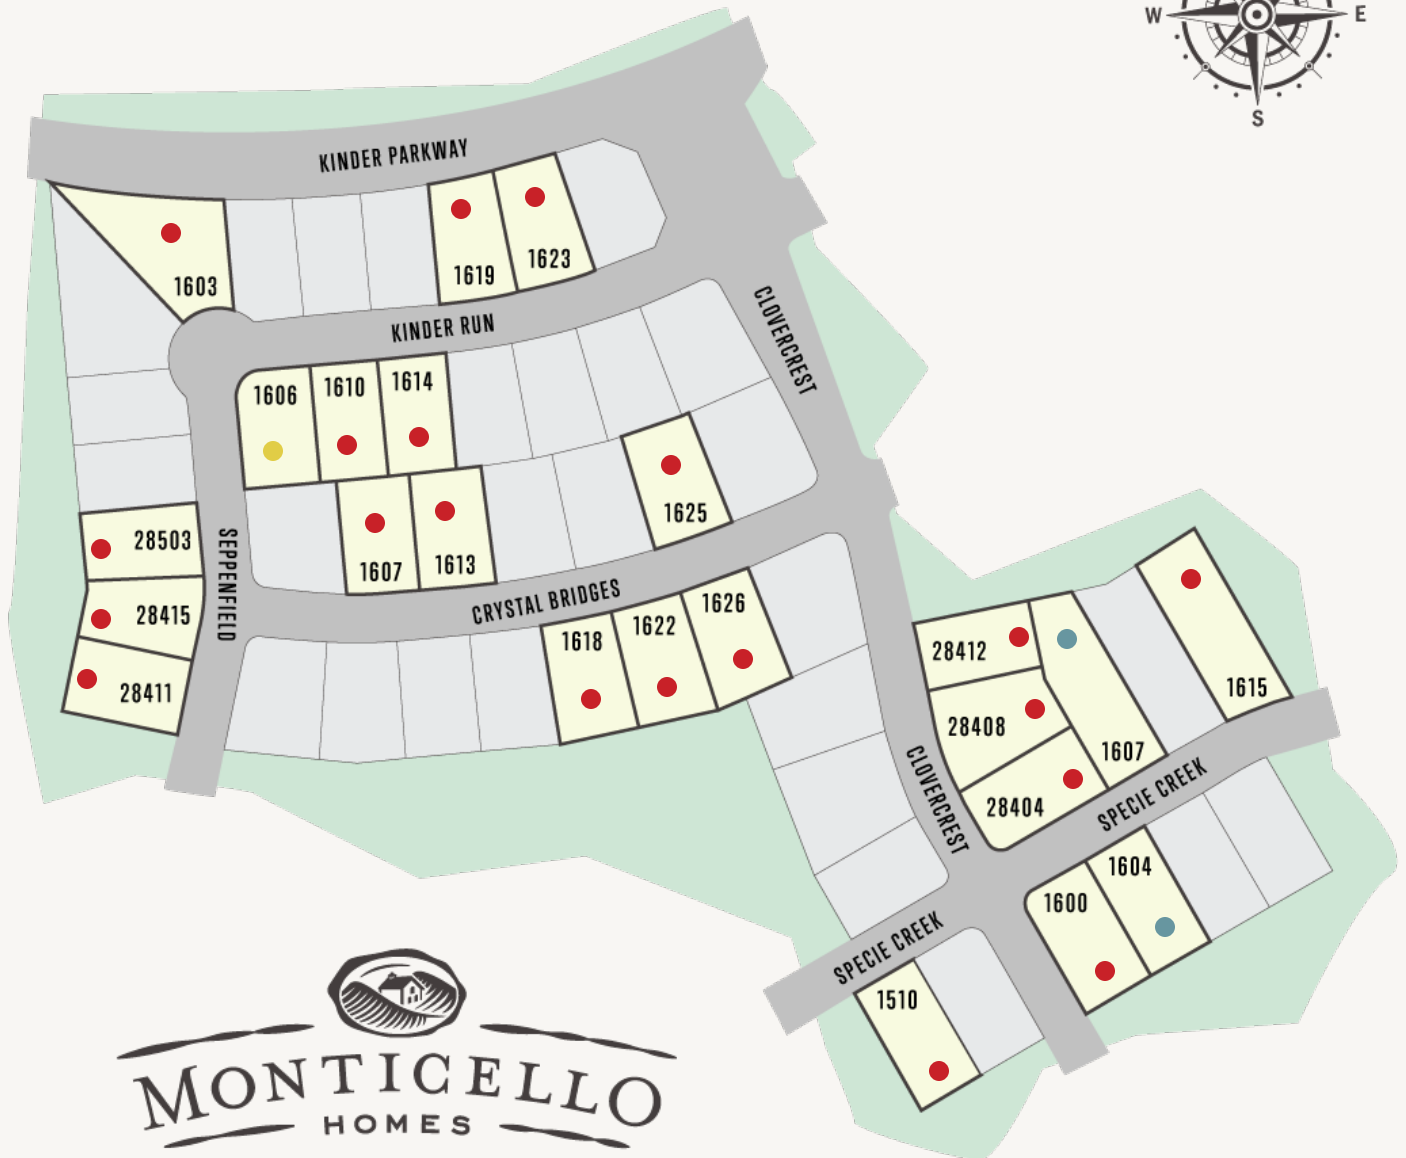 W
E
S
KINDER PARKWAY
1603
1619
1623
KINDER RUN
CLOVERCREST
1606
1610
1614
1625
28503
SEPPENFIELD
1607
1613
28415
CRYSTAL BRIDGES
28411
1618
1622
1626
28412
28408
28404
1607
1615
CLOVERCREST
SPECIE CREEK
1600
1604
SPECIE CREEK
1510
MONTICELLO
HOMES